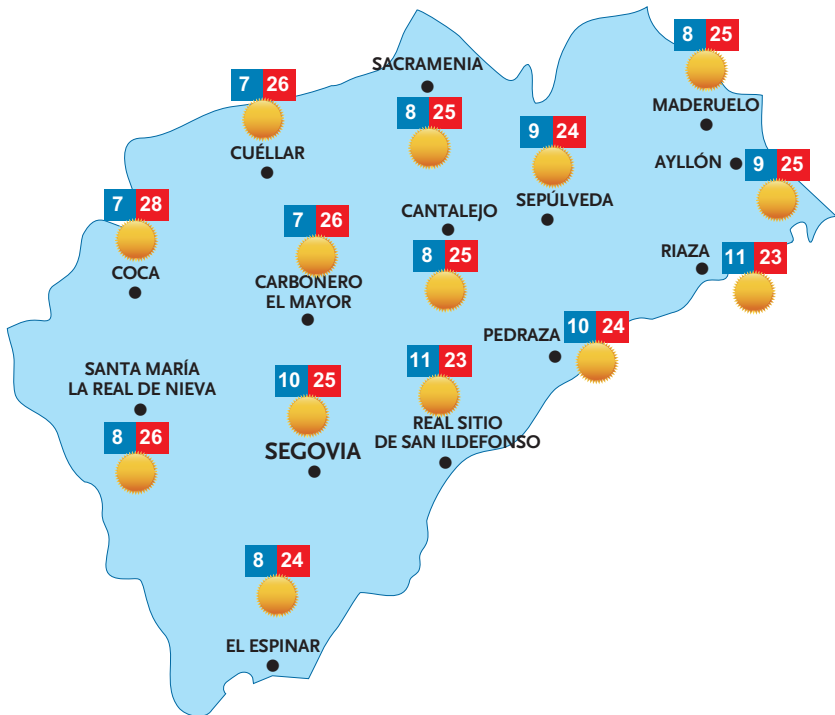 8 25
MADERUELO
SACRAMENIA
8 25
7 26
CUÉLLAR
9 24
SEPÚLVEDA
AYLLÓN
9 25
7 28
COCA
7 26
CARBONERO
EL MAYOR
CANTALEJO
8 25
RIAZA
11 23
PEDRAZA
10 24
SANTA MARÍA
LA REAL DE NIEVA
8 26
10 25
SEGOVIA
11 23
REAL SITIO
DE SAN ILDEFONSO
8 24
EL ESPINAR